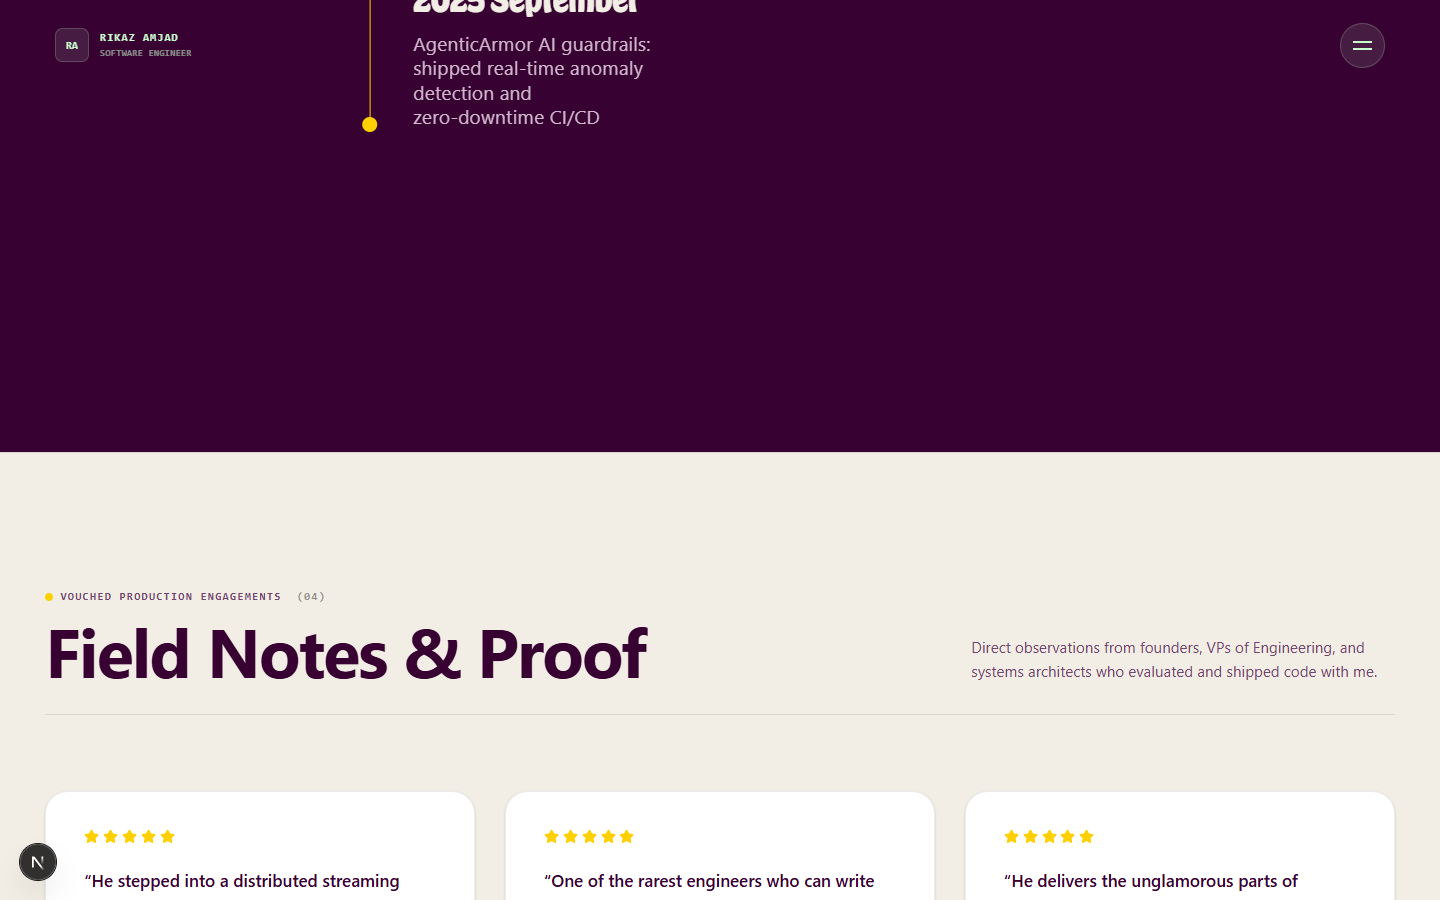 2025 September
RA
RIKAZ AMJAD
SOFTWARE ENGINEER
AgenticArmor AI guardrails:
shipped real-time anomaly
detection and
zero-downtime CI/CD
VOUCHED PRODUCTION ENGAGEMENTS (04)
Field Notes & Proof
Direct observations from founders, VPs of Engineering, and
systems architects who evaluated and shipped code with me.
“He stepped into a distributed streaming
“One of the rarest engineers who can write
“He delivers the unglamorous parts of
N